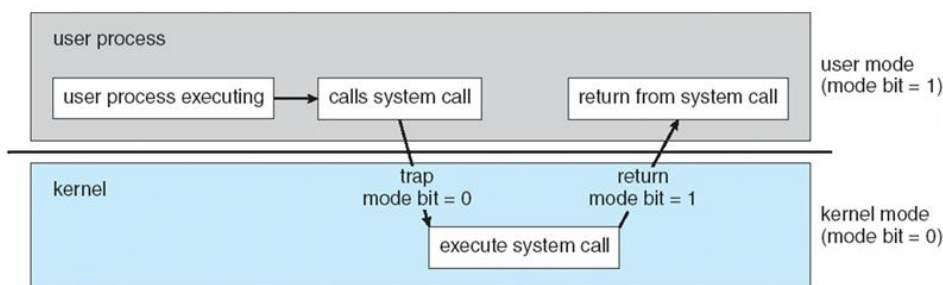 user process
user process executing
calls system call
return from system call
user mode
(mode bit = 1)
kernel
trap
mode bit = 0
return
mode bit = 1
execute system call
kernel mode
(mode bit = 0)